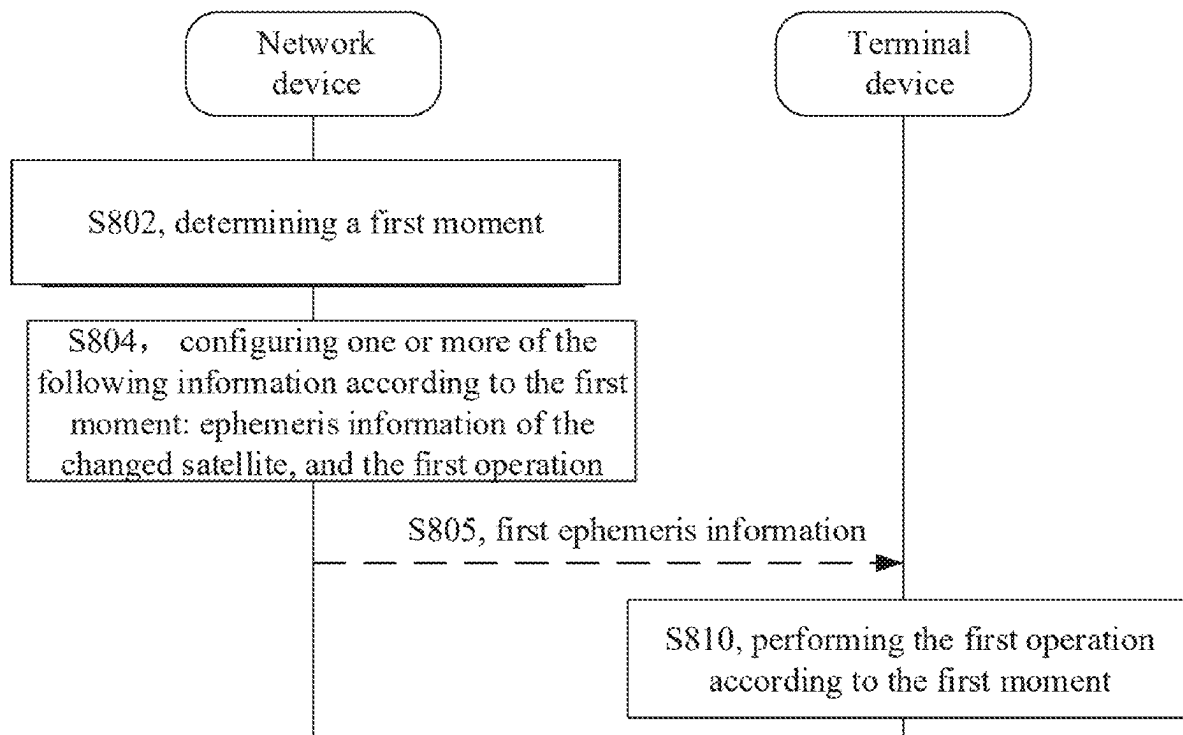 Network
device
Terminal
device
S802, determining a first moment
S804， configuring one or more of the
following information according to the first
moment: ephemeris information of the
changed satellite, and the first operation
S805, first ephemeris information
S810, performing the first operation
according to the first moment